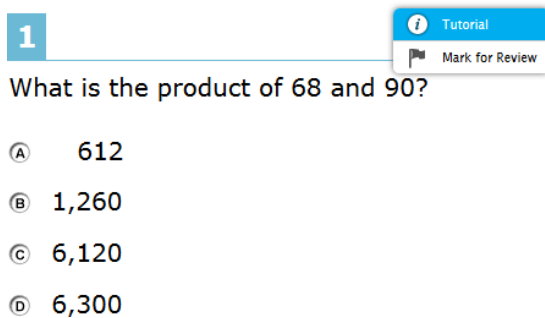 1
i Tutorial
Mark for Review
What is the product of 68 and 90?
A 612
B 1,260
C 6,120
D 6,300